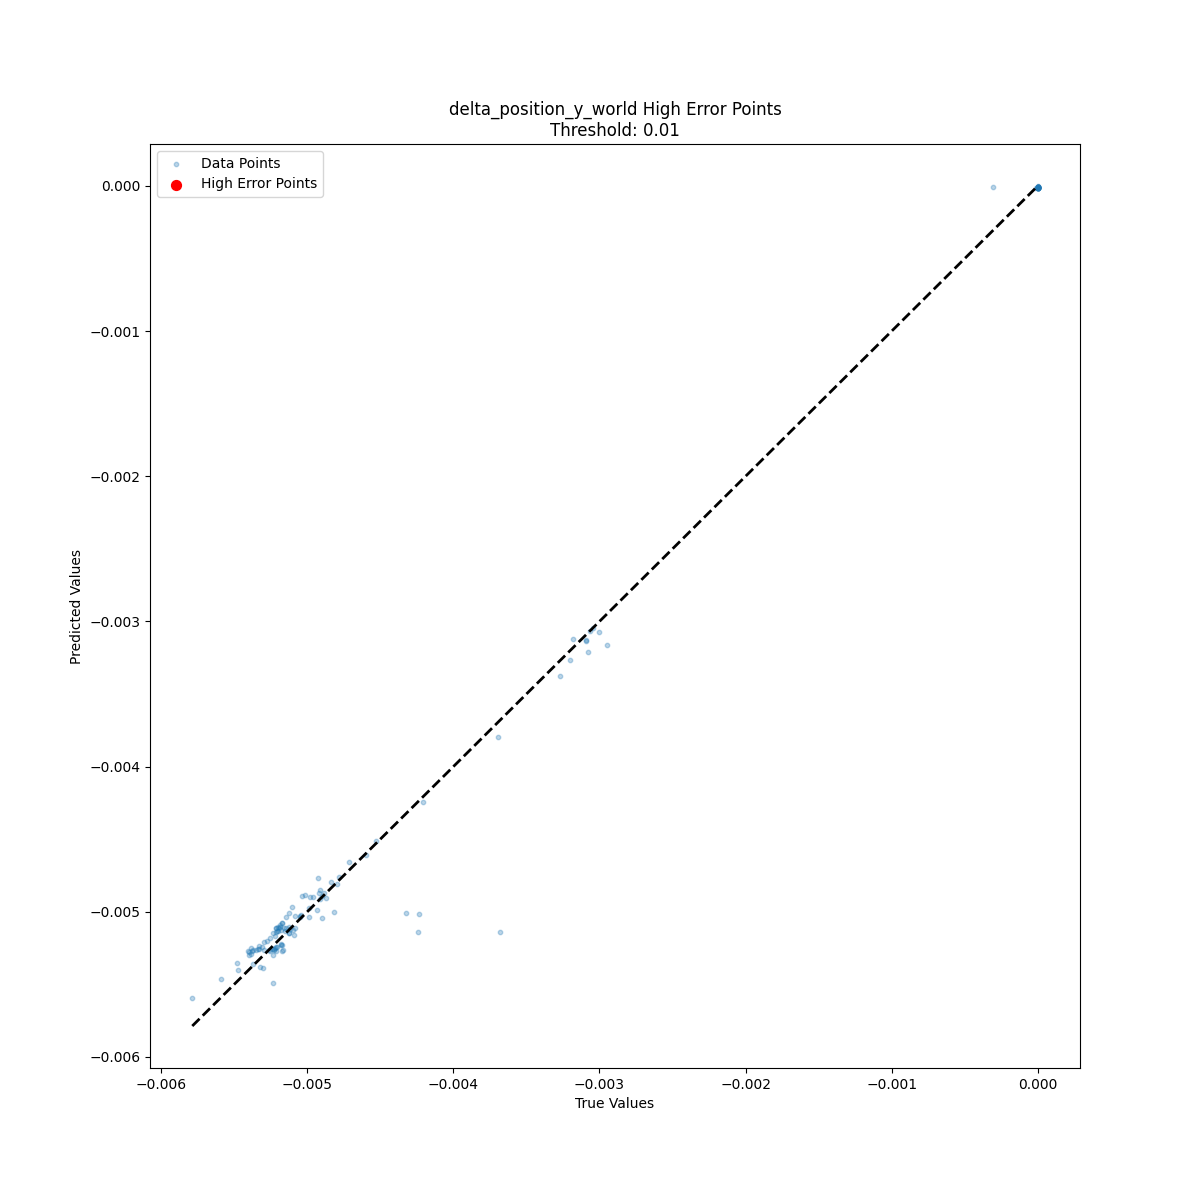 delta_position_y_world High Error Points
Threshold: 0.01
Data Points
High Error Points
0.000
−0.001
−0.002
−0.003
−0.004
−0.005
−0.006
Predicted Values
−0.006
−0.005
−0.004
−0.003
−0.002
−0.001
0.000
True Values